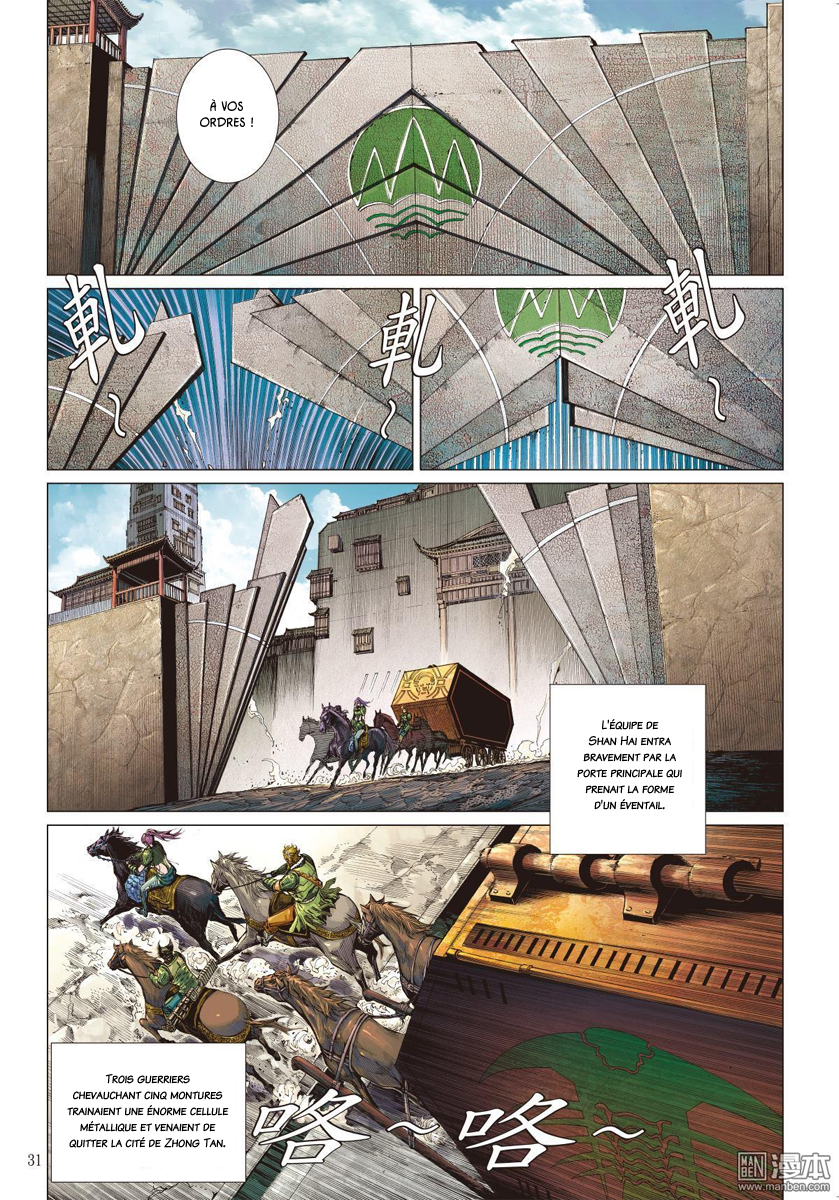 À VOS
ORDRES !
軋~
軋~
軋~
L'ÉQUIPE DE
SHAN HAI ENTRA
BRAVEMENT PAR LA
PORTE PRINCIPALE QUI
PRENAIT LA FORME
D'UN ÉVENTAIL.
TROIS GUERRIERS
CHEVAUCHANT CINQ MONTURES
TRAINAIENT UNE ÉNORME CELLULE
MÉTALLIQUE ET VENAIENT DE
QUITTER LA CITÉ DE ZHONG TAN.
咯~咯~
31
MAN
BEN
漫本
www.manben.com